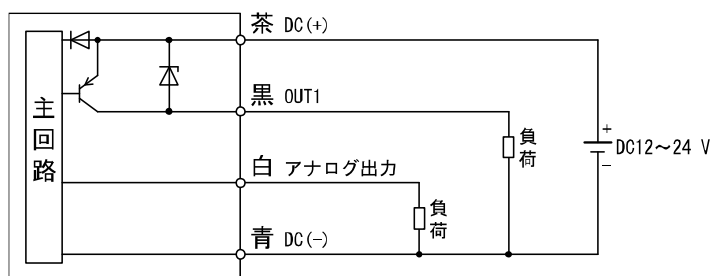 茶 DC(+)
黒 OUT1
主回路
負荷
DC12～24 V
+
−
白 アナログ出力
負荷
青 DC(−)